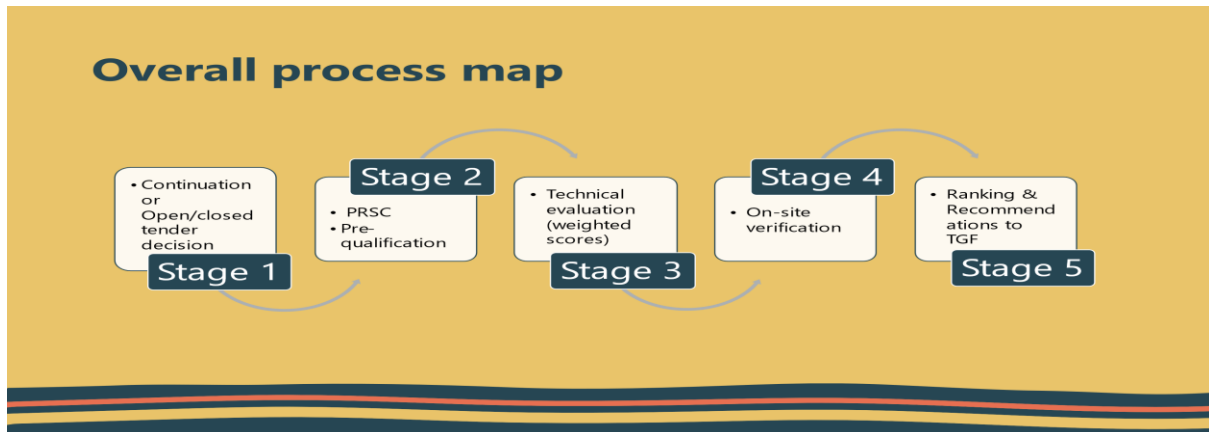 Overall process map
• Continuation
or
Open/closed
tender
decision
Stage 1
Stage 2
• PRSC
• Pre-
qualification
• Technical
evaluation
(weighted
scores)
Stage 3
Stage 4
• On-site
verification
• Ranking &
Recommend
ations to
TGF
Stage 5